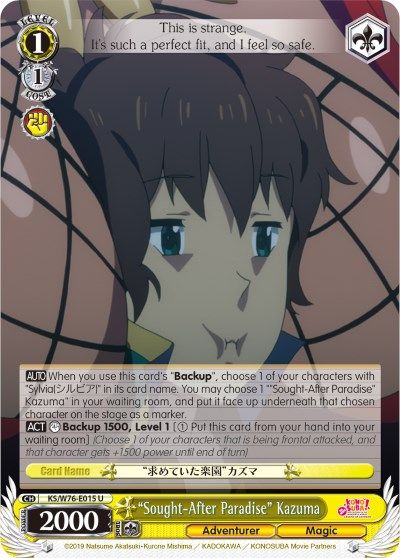 LEVEL
1
1
COST
This is strange.
It's such a perfect fit, and I feel so safe.
AUTO When you use this card's "Backup", choose 1 of your characters with
"Sylvia[シルビア]" in its card name. You may choose 1 "“Sought-After Paradise”
Kazuma" in your waiting room, and put it face up underneath that
chosen character on the stage as a marker.
ACT Backup 1500, Level 1 [① Put this card from your hand into your
waiting room] (Choose 1 of your characters that is being frontal attacked, and
that character gets +1500 power until end of turn)
Card Name
“求めていた楽園”カズマ
CH KS/W76-E015 U
POWER
2000
“Sought-After Paradise” Kazuma
Adventurer
Magic
©2019 Natsume Akatsuki・Kurone Mishima / KADOKAWA / KONOSUBA Movie Partners